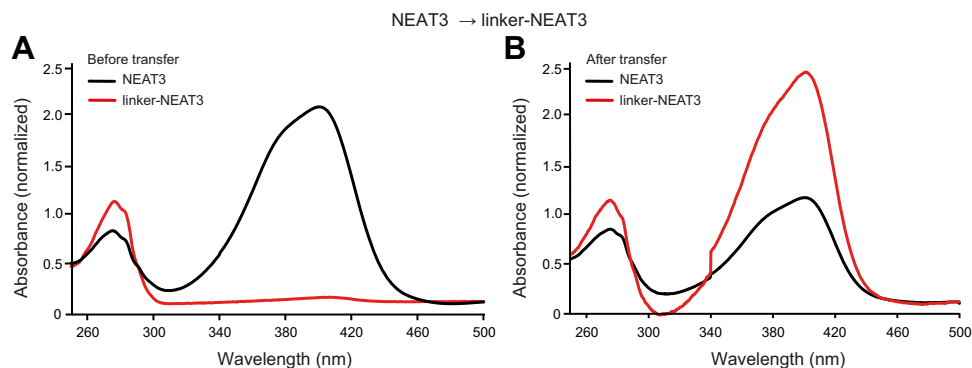 NEAT3 → linker-NEAT3
A
Before transfer
NEAT3
linker-NEAT3
Absorbance (normalized)
2.5
2.0
1.5
1.0
0.5
0
260 300 340 380 420 460 500
Wavelength (nm)
B
After transfer
NEAT3
linker-NEAT3
Absorbance (normalized)
2.5
2.0
1.5
1.0
0.5
0
260 300 340 380 420 460 500
Wavelength (nm)